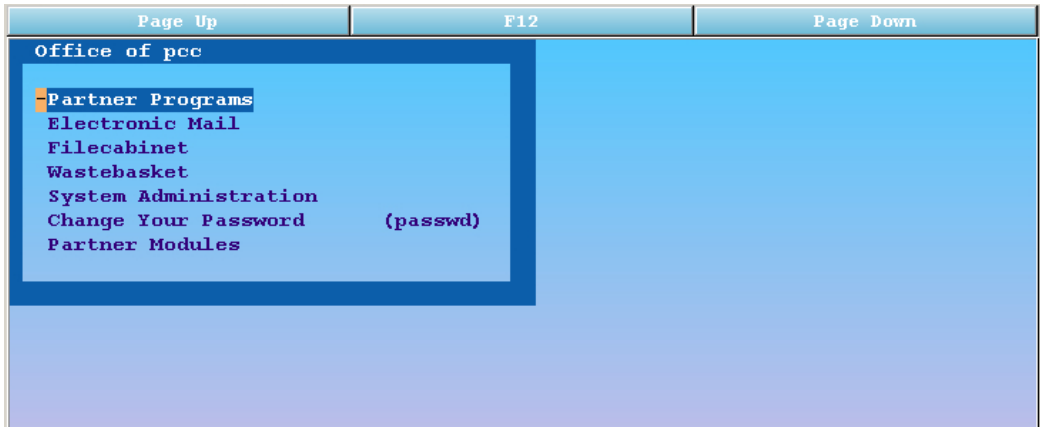 Page Up F12 Page Down
Office of pcc
-Partner Programs
Electronic Mail
Filecabinet
Wastebasket
System Administration
Change Your Password (passwd)
Partner Modules